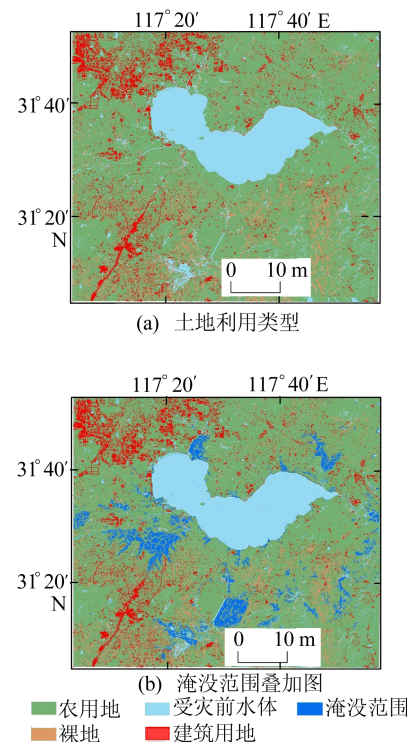 117°20′ 117°40′E
31°40′
31°20′
N
0 10 m
(a) 土地利用类型
117°20′ 117°40′E
31°40′
31°20′
N
0 10 m
(b) 淹没范围叠加图
农用地 受灾前水体 淹没范围
裸地 建筑用地